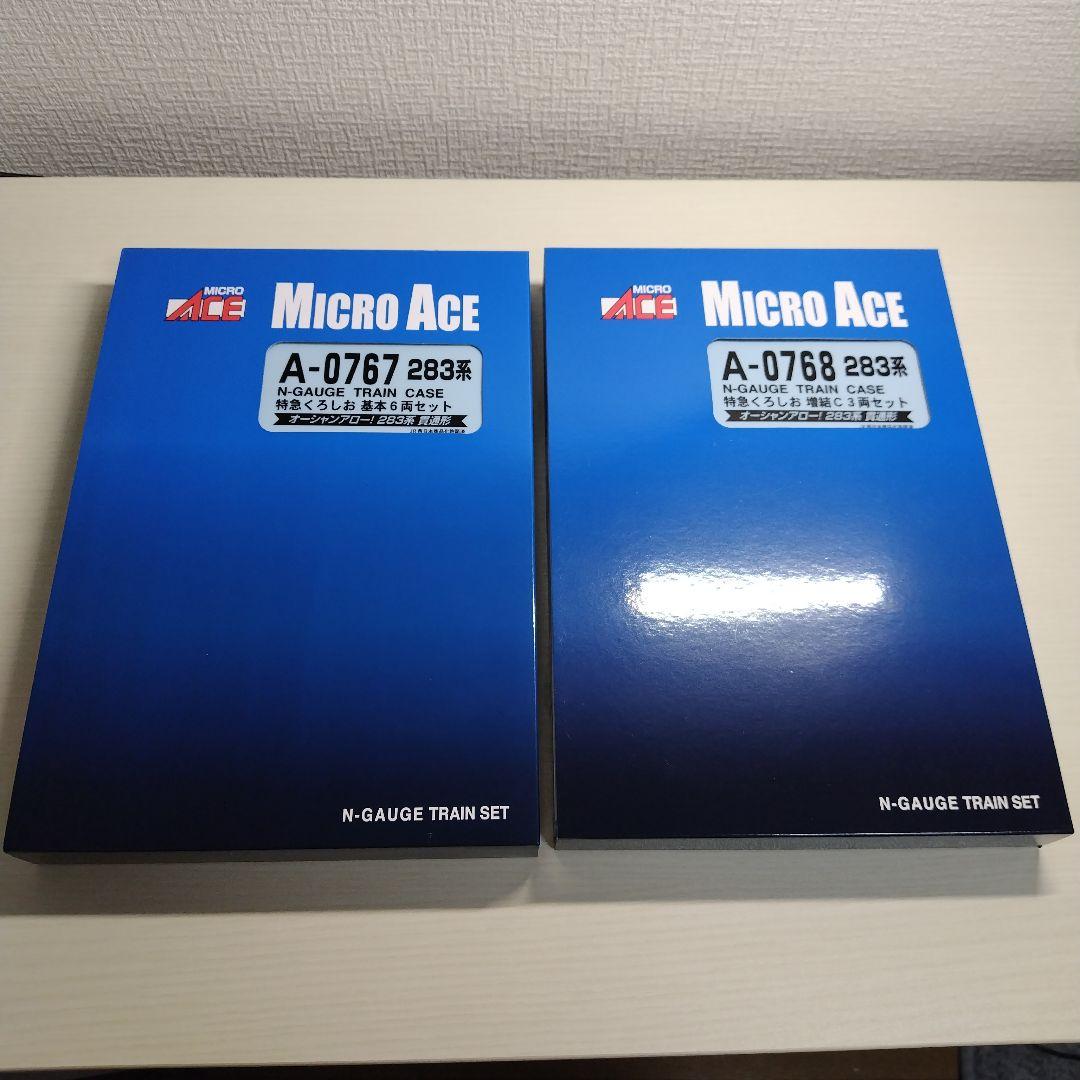 MICRO
ACE
MICRO ACE
A-0767 283系
N-GAUGE TRAIN CASE
特急くろしお 基本6両セット
オーシャンアロー! 283系 貫通形
N-GAUGE TRAIN SET
MICRO
ACE
MICRO ACE
A-0768 283系
N-GAUGE TRAIN CASE
特急くろしお 増結C3両セット
オーシャンアロー! 283系 貫通形
N-GAUGE TRAIN SET